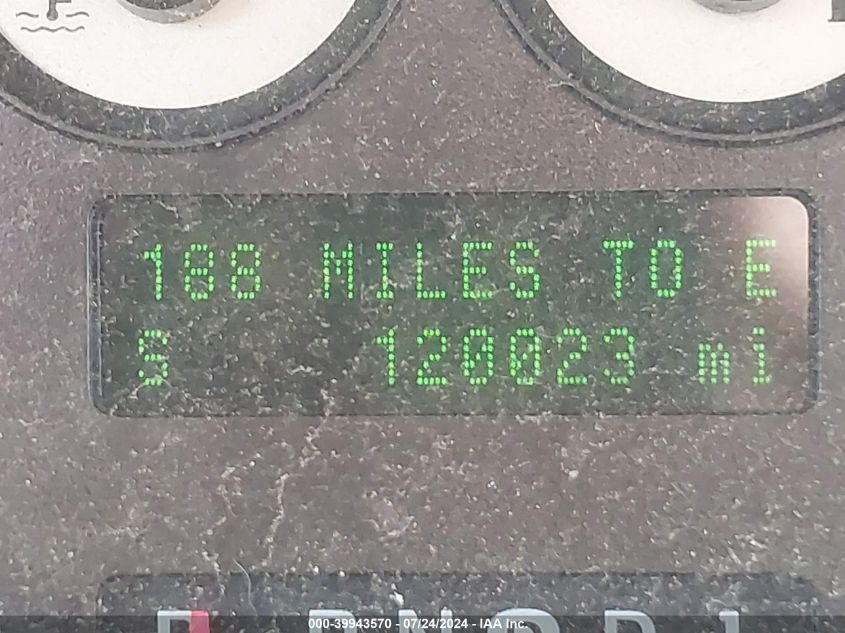 188 MILES TO E
S 120023 mi
000-39943570 - 07/24/2024 - IAA Inc.